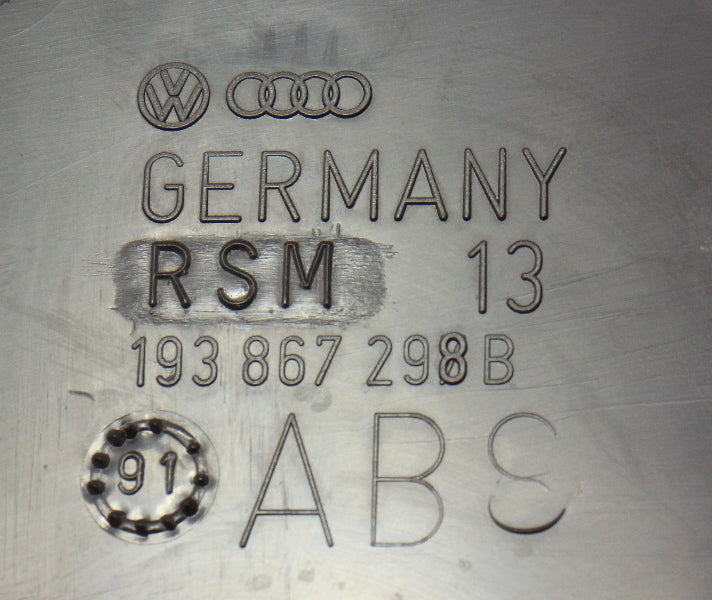 GERMANY
RSM 13
193 867 298 B
91 ABS